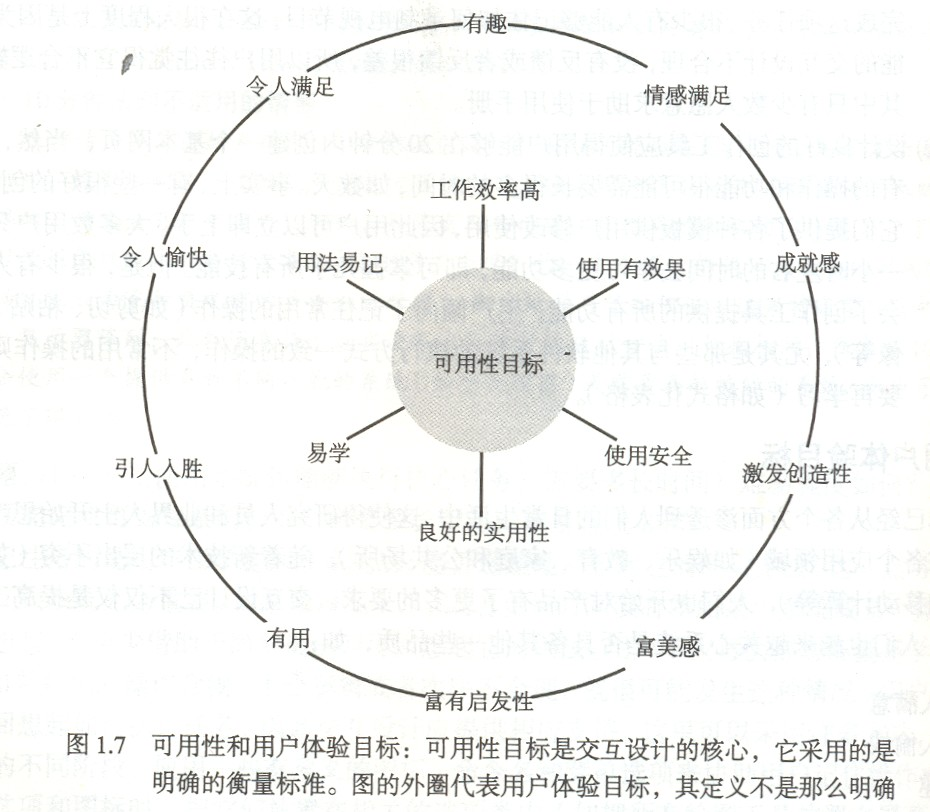 有趣
令人满足
情感满足
工作效率高
令人愉快
用法易记
使用有效果
成就感
可用性目标
引人入胜
易学
使用安全
激发创造性
良好的实用性
有用
富美感
富有启发性
图 1.7 可用性和用户体验目标：可用性目标是交互设计的核心，它采用的是
明确的衡量标准。图的外圈代表用户体验目标，其定义不是那么明确